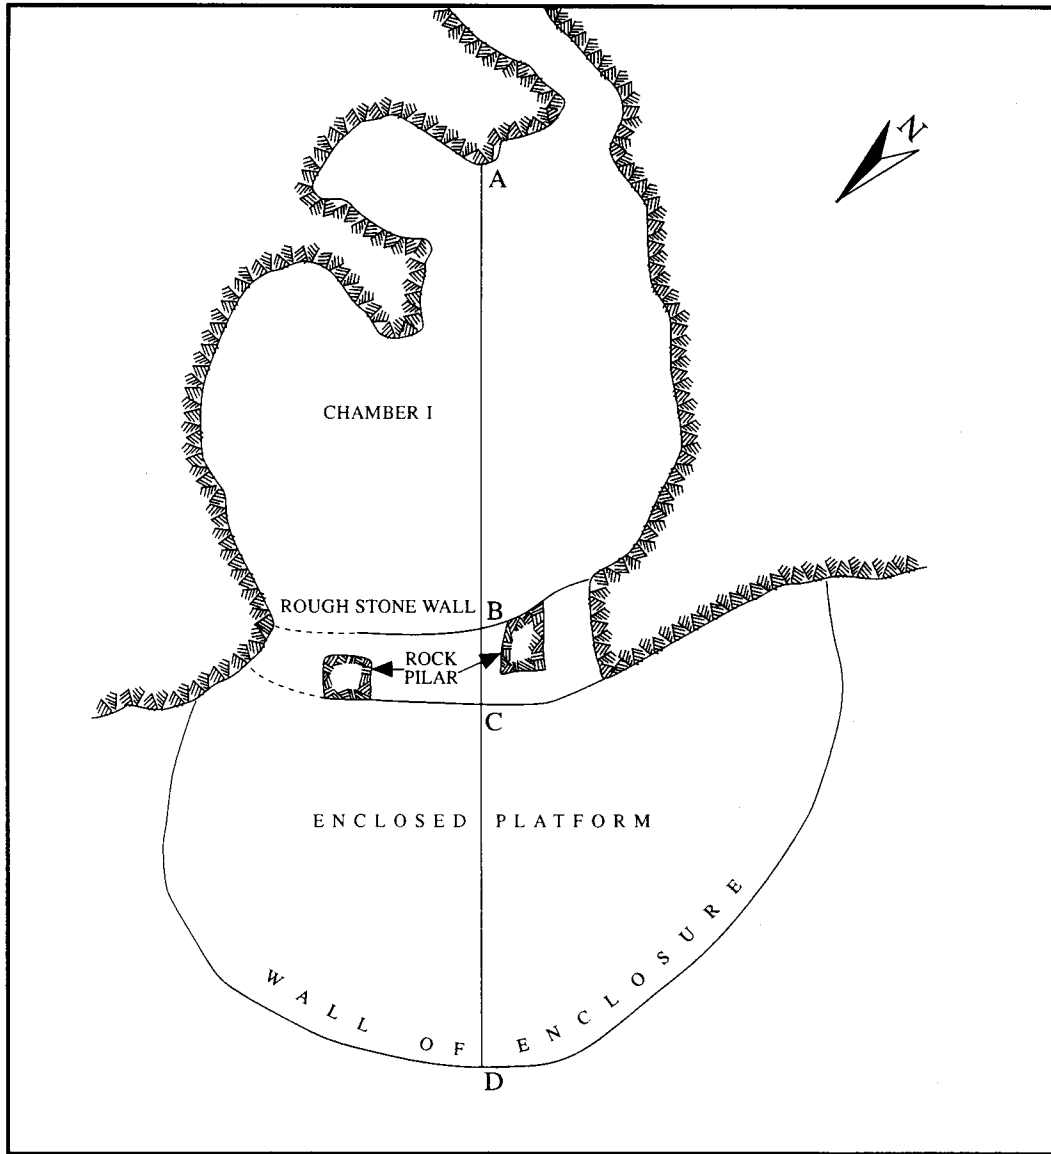 N
A
CHAMBER I
ROUGH STONE WALL
B
ROCK
PILAR
C
ENCLOSED PLATFORM
WALL OF ENCLOSURE
D